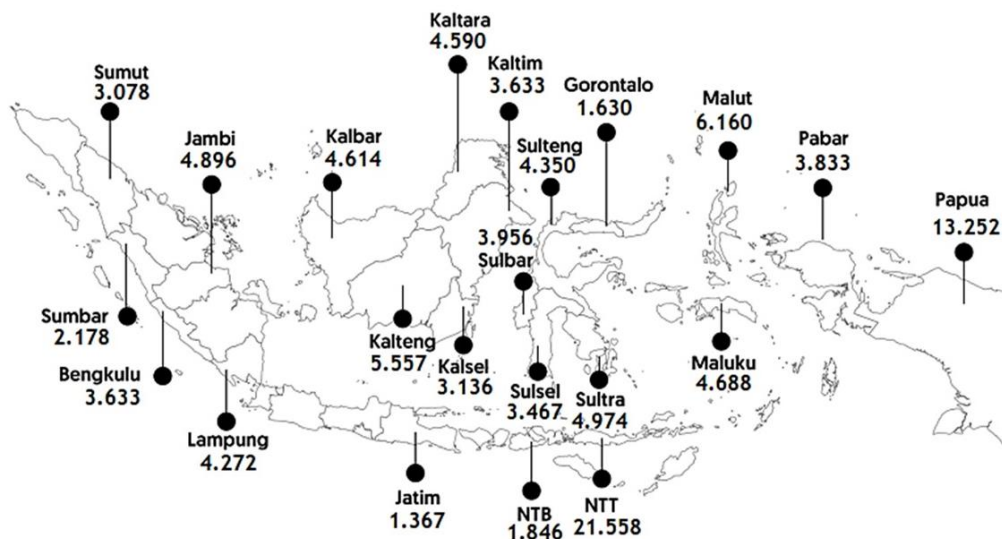 Kaltara
4.590
Sumut
3.078
Kaltim
3.633
Gorontalo
1.630
Malut
6.160
Jambi
4.896
Kalbar
4.614
Sulteng
4.350
Pabar
3.833
Papua
13.252
3.956
Sulbar
Sumbar
2.178
Kalteng
5.557
Kalsel
3.136
Maluku
4.688
Bengkulu
3.633
Sulsel
3.467
Sultra
4.974
Lampung
4.272
Jatim
1.367
NTB
1.846
NTT
21.558